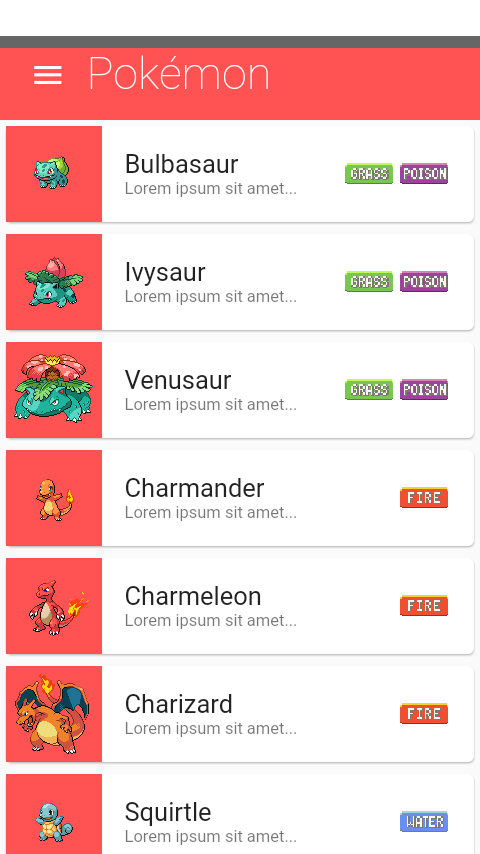 Pokémon
Bulbasaur
Lorem ipsum sit amet...
GRASS POISON
Ivysaur
Lorem ipsum sit amet...
GRASS POISON
Venusaur
Lorem ipsum sit amet...
GRASS POISON
Charmander
Lorem ipsum sit amet...
FIRE
Charmeleon
Lorem ipsum sit amet...
FIRE
Charizard
Lorem ipsum sit amet...
FIRE
Squirtle
Lorem ipsum sit amet...
WATER